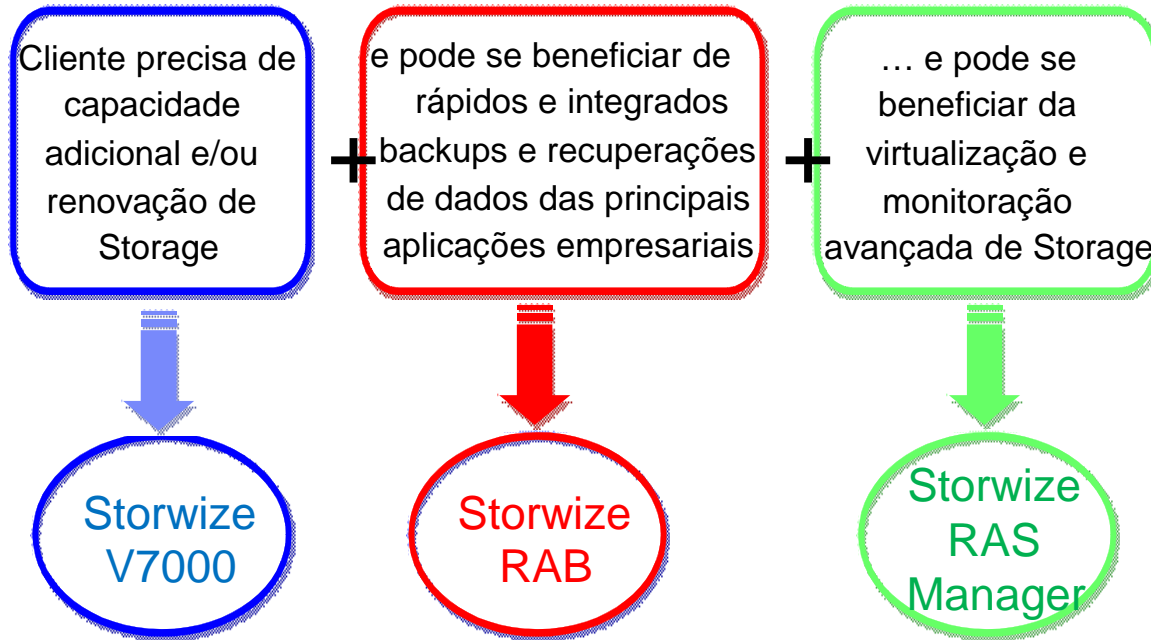 Cliente precisa de
capacidade
adicional e/ou
renovação de
Storage
+
e pode se beneficiar de
rápidos e integrados
backups e recuperações
de dados das principais
aplicações empresariais
+
… e pode se
beneficiar da
virtualização e
monitoração
avançada de Storage
Storwize
V7000
Storwize
RAB
Storwize
RAS
Manager